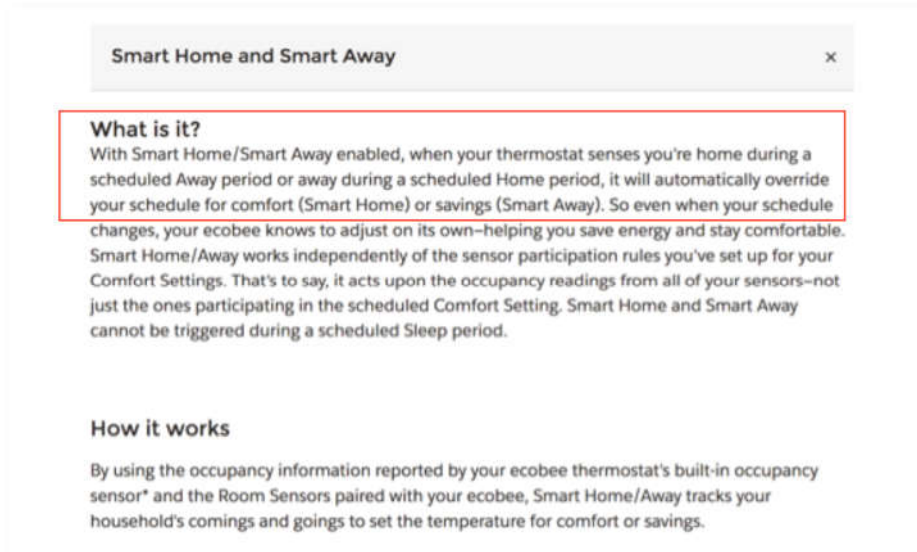 Smart Home and Smart Away ×
What is it?
With Smart Home/Smart Away enabled, when your thermostat senses you're home during a
scheduled Away period or away during a scheduled Home period, it will automatically override
your schedule for comfort (Smart Home) or savings (Smart Away). So even when your schedule
changes, your ecobee knows to adjust on its own–helping you save energy and stay comfortable.
Smart Home/Away works independently of the sensor participation rules you've set up for your
Comfort Settings. That's to say, it acts upon the occupancy readings from all of your sensors–not
just the ones participating in the scheduled Comfort Setting. Smart Home and Smart Away
cannot be triggered during a scheduled Sleep period.
How it works
By using the occupancy information reported by your ecobee thermostat's built-in occupancy
sensor* and the Room Sensors paired with your ecobee, Smart Home/Away tracks your
household's comings and goings to set the temperature for comfort or savings.